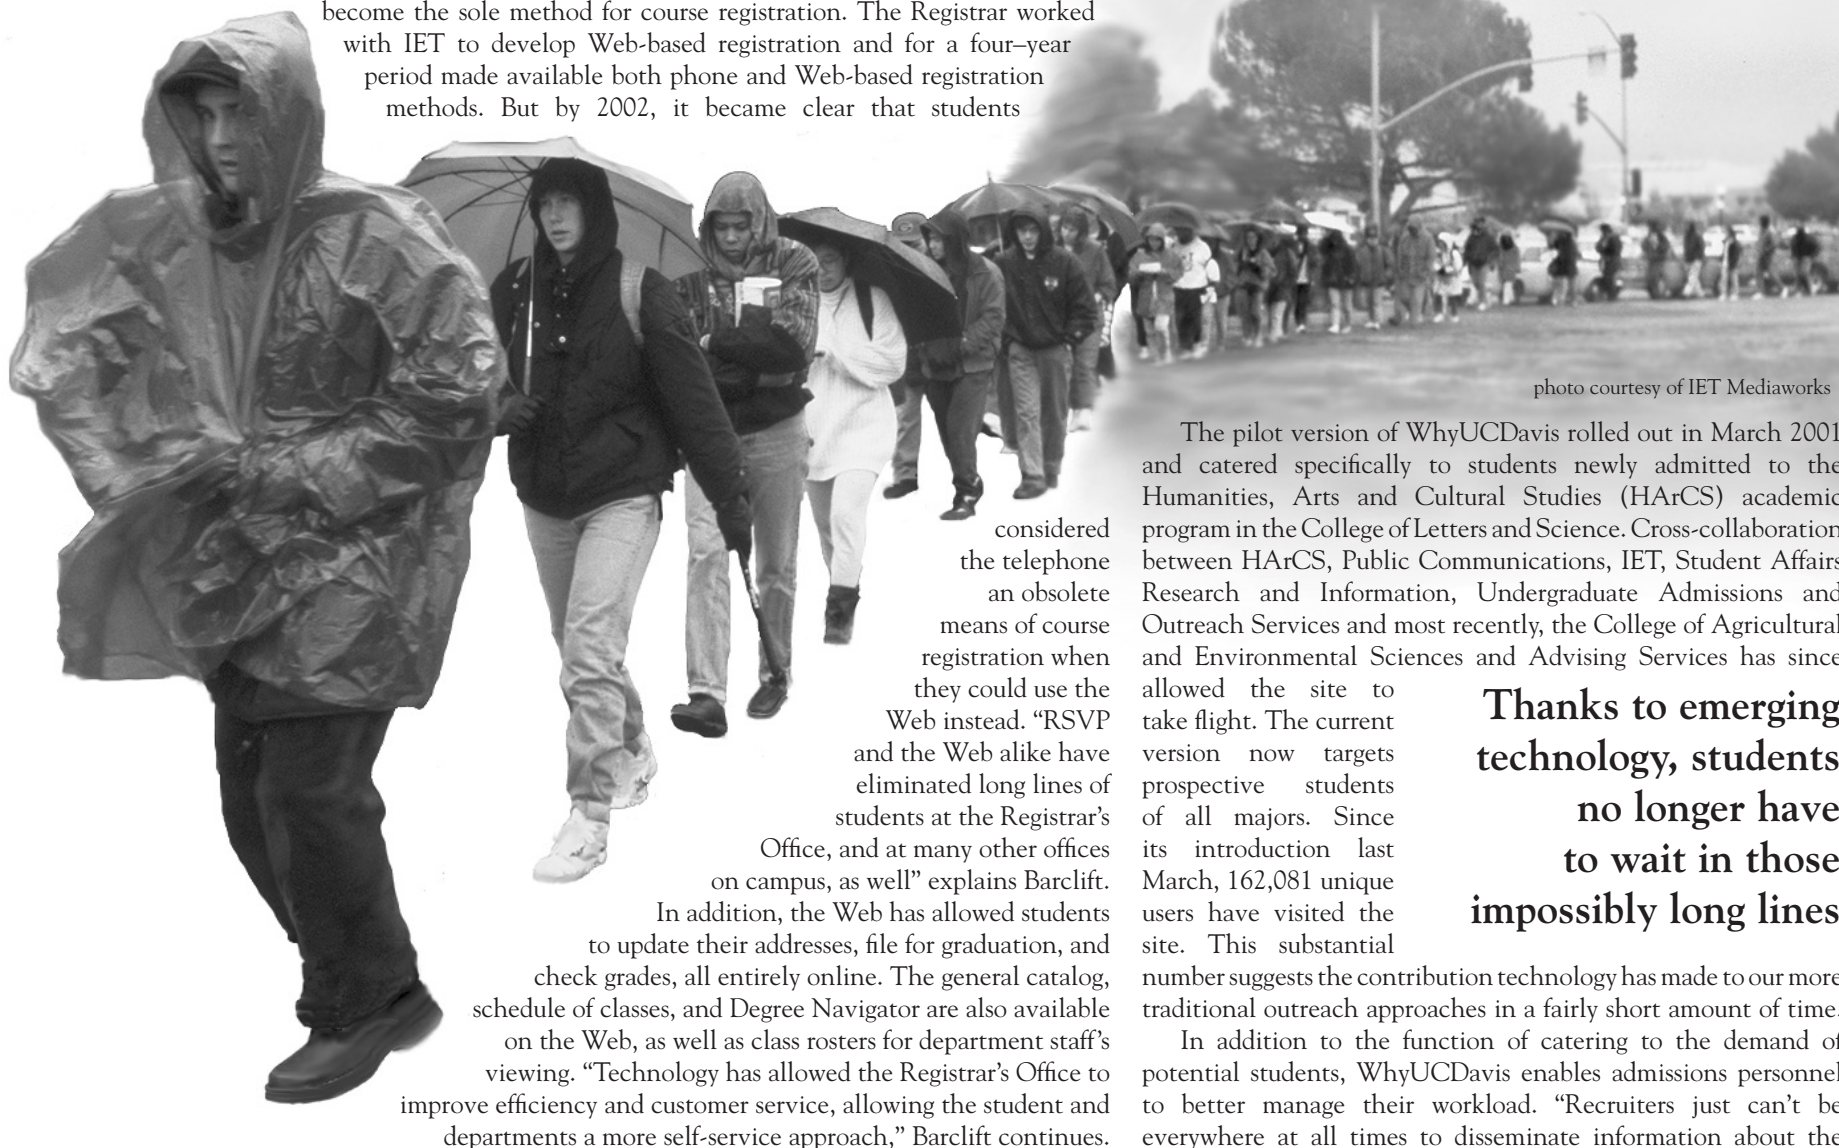 become the sole method for course registration. The Registrar worked
with IET to develop Web-based registration and for a four–year
period made available both phone and Web-based registration
methods. But by 2002, it became clear that students
considered
the telephone
an obsolete
means of course
registration when
they could use the
Web instead. “RSVP
and the Web alike have
eliminated long lines of
students at the Registrar’s
Office, and at many other offices
on campus, as well” explains Barclift.
In addition, the Web has allowed students
to update their addresses, file for graduation, and
check grades, all entirely online. The general catalog,
schedule of classes, and Degree Navigator are also available
on the Web, as well as class rosters for department staff’s
viewing. “Technology has allowed the Registrar’s Office to
improve efficiency and customer service, allowing the student and
departments a more self-service approach,” Barclift continues.
photo courtesy of IET Mediaworks
The pilot version of WhyUCDavis rolled out in March 2001
and catered specifically to students newly admitted to the
Humanities, Arts and Cultural Studies (HArCS) academic
program in the College of Letters and Science. Cross-collaboration
between HArCS, Public Communications, IET, Student Affairs
Research and Information, Undergraduate Admissions and
Outreach Services and most recently, the College of Agricultural
and Environmental Sciences and Advising Services has since
allowed the site to
take flight. The current
version now targets
prospective students
of all majors. Since
its introduction last
March, 162,081 unique
users have visited the
site. This substantial
number suggests the contribution technology has made to our more
traditional outreach approaches in a fairly short amount of time.
In addition to the function of catering to the demand of
potential students, WhyUCDavis enables admissions personnel
to better manage their workload. “Recruiters just can’t be
everywhere at all times to disseminate information about the
Thanks to emerging
technology, students
no longer have
to wait in those
impossibly long lines